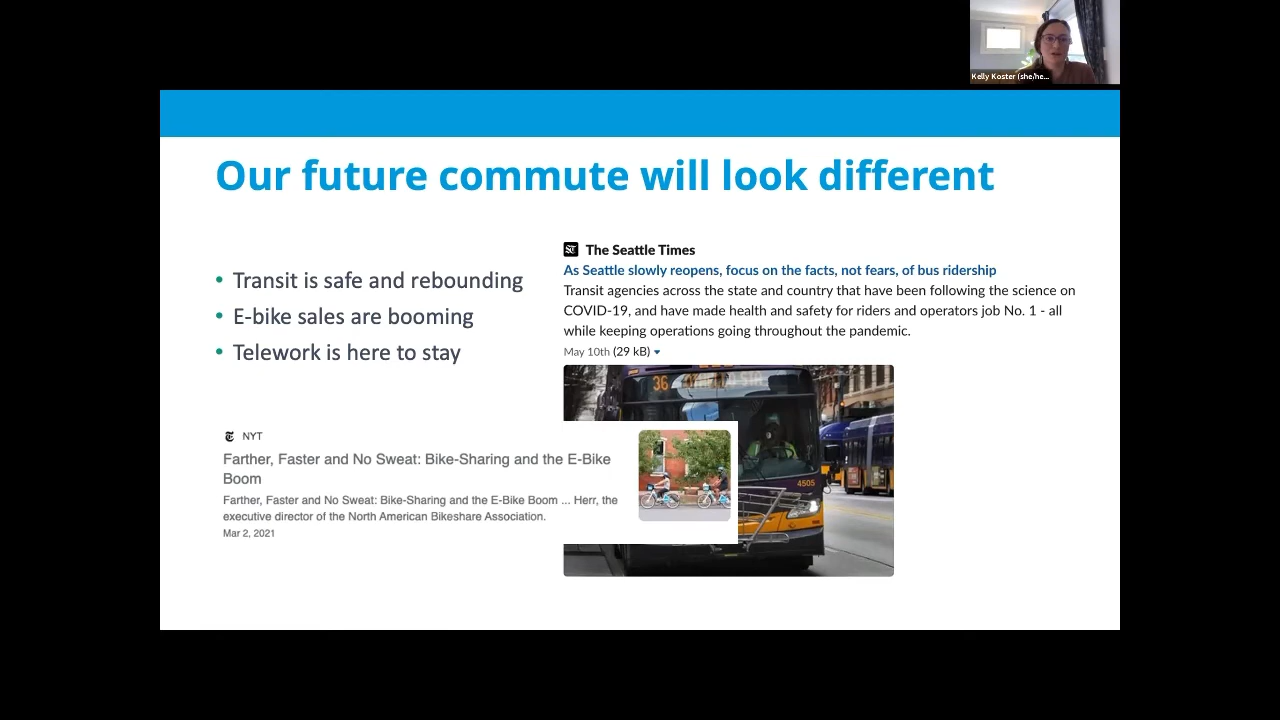 Kelly Koster (she/he...
Our future commute will look different
• Transit is safe and rebounding
• E-bike sales are booming
• Telework is here to stay
The Seattle Times
As Seattle slowly reopens, focus on the facts, not fears, of bus ridership
Transit agencies across the state and country that have been following the science on
COVID-19, and have made health and safety for riders and operators job No. 1 - all
while keeping operations going throughout the pandemic.
May 10th (29 kB)
36
4505
NYT
Farther, Faster and No Sweat: Bike-Sharing and the E-Bike
Boom
Farther, Faster and No Sweat: Bike-Sharing and the E-Bike Boom ... Herr, the
executive director of the North American Bikeshare Association.
Mar 2, 2021